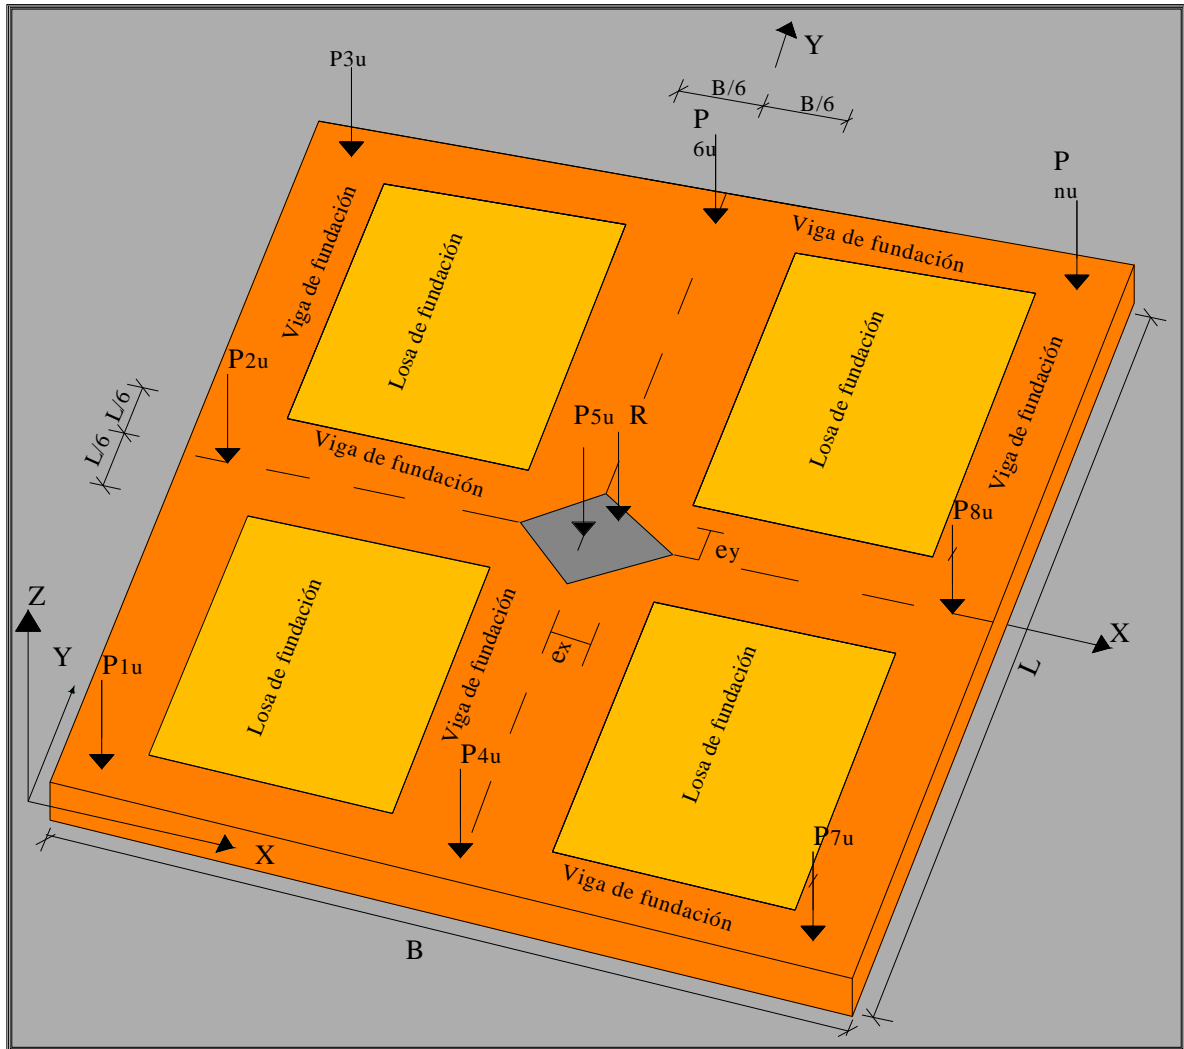 Y
B/6
B/6
P3u
P
6u
P
nu
Viga de fundación
Viga de fundación
Losa de fundación
Losa de fundación
Viga de fundación
P2u
L/6
L/6
P5u R
Viga de fundación
P8u
ey
Z
Y
P1u
X
ex
L
Losa de fundación
Viga de fundación
Losa de fundación
P4u
P7u
X
Viga de fundación
B